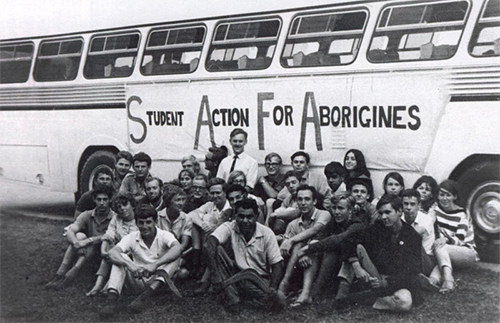 STUDENT ACTION FOR ABORIGINES